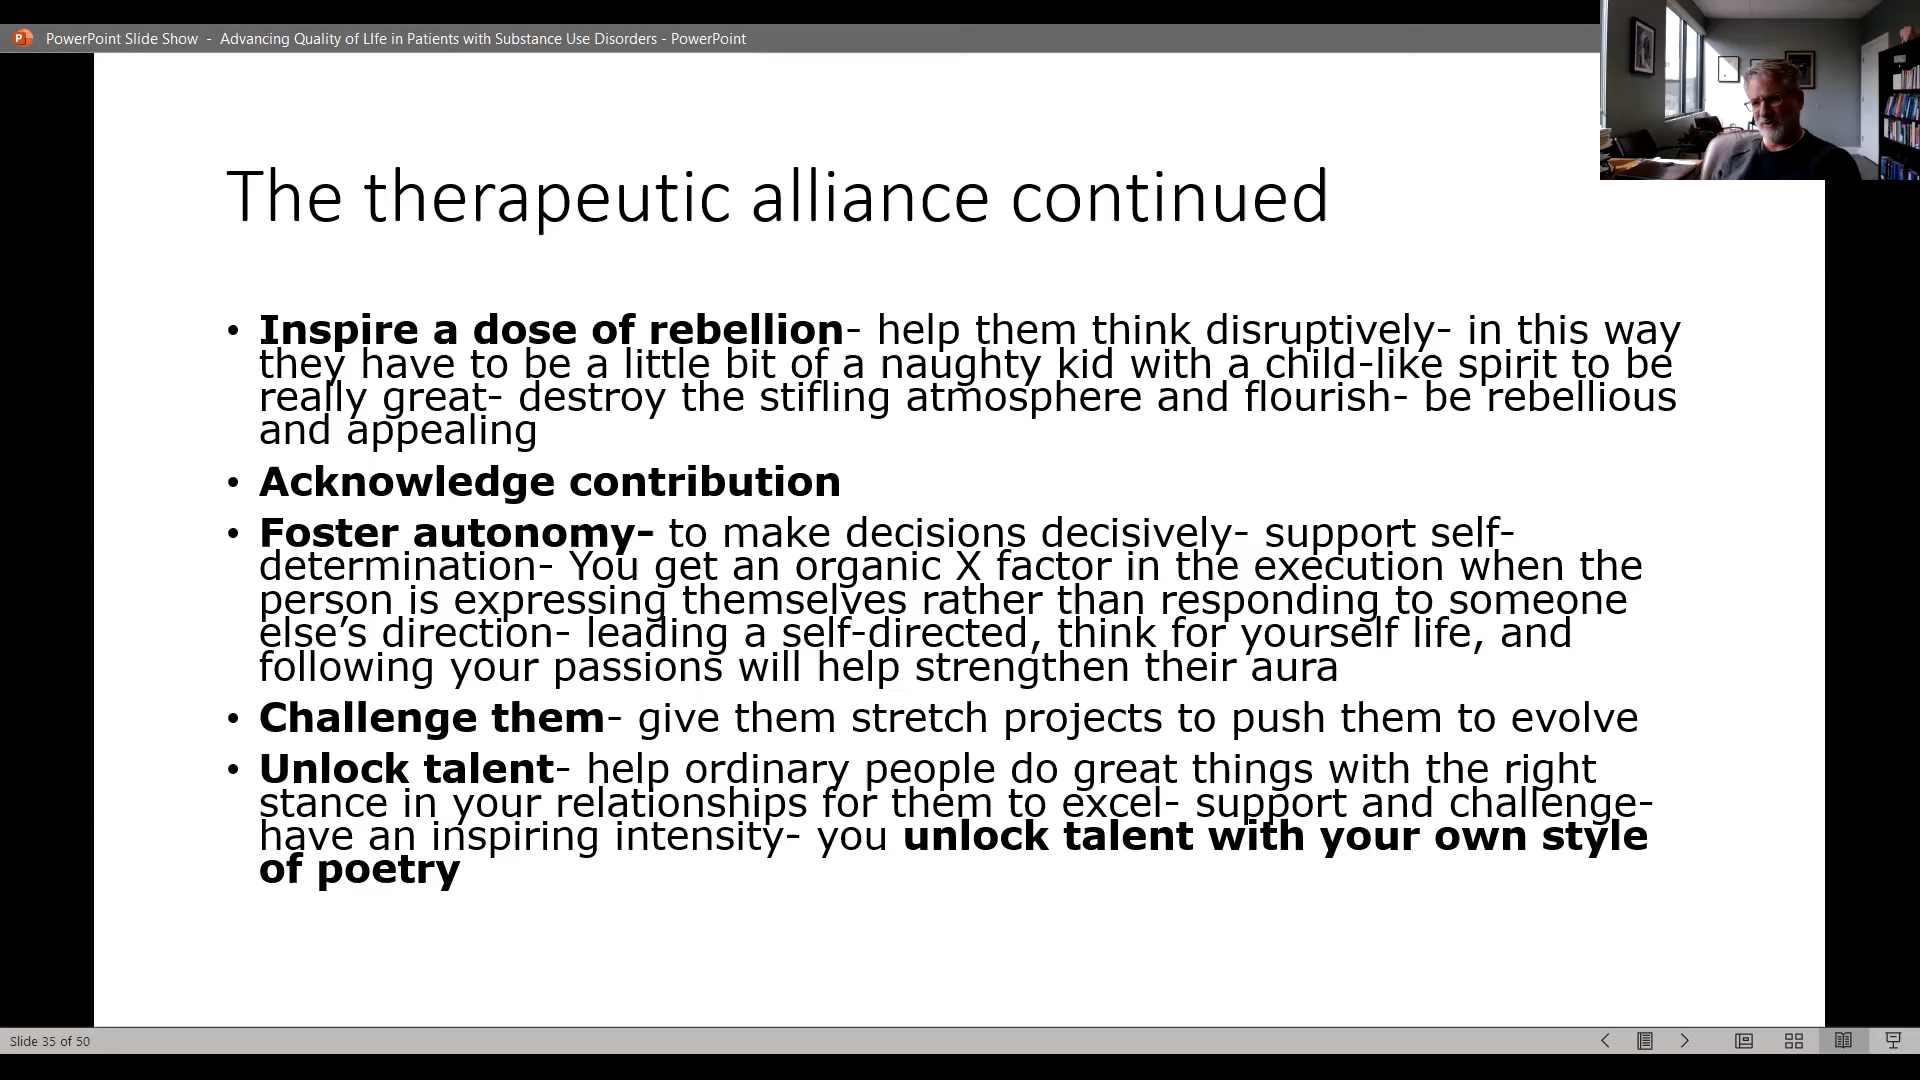 PowerPoint Slide Show - Advancing Quality of LIfe in Patients with Substance Use Disorders - PowerPoint
The therapeutic alliance continued
• Inspire a dose of rebellion- help them think disruptively- in this way
they have to be a little bit of a naughty kid with a child-like spirit to be
really great- destroy the stifling atmosphere and flourish- be rebellious
and appealing
• Acknowledge contribution
• Foster autonomy- to make decisions decisively- support self-
determination- You get an organic X factor in the execution when the
person is expressing themselves rather than responding to someone
else’s direction- leading a self-directed, think for yourself life, and
following your passions will help strengthen their aura
• Challenge them- give them stretch projects to push them to evolve
• Unlock talent- help ordinary people do great things with the right
stance in your relationships for them to excel- support and challenge-
have an inspiring intensity- you unlock talent with your own style
of poetry
Slide 35 of 50